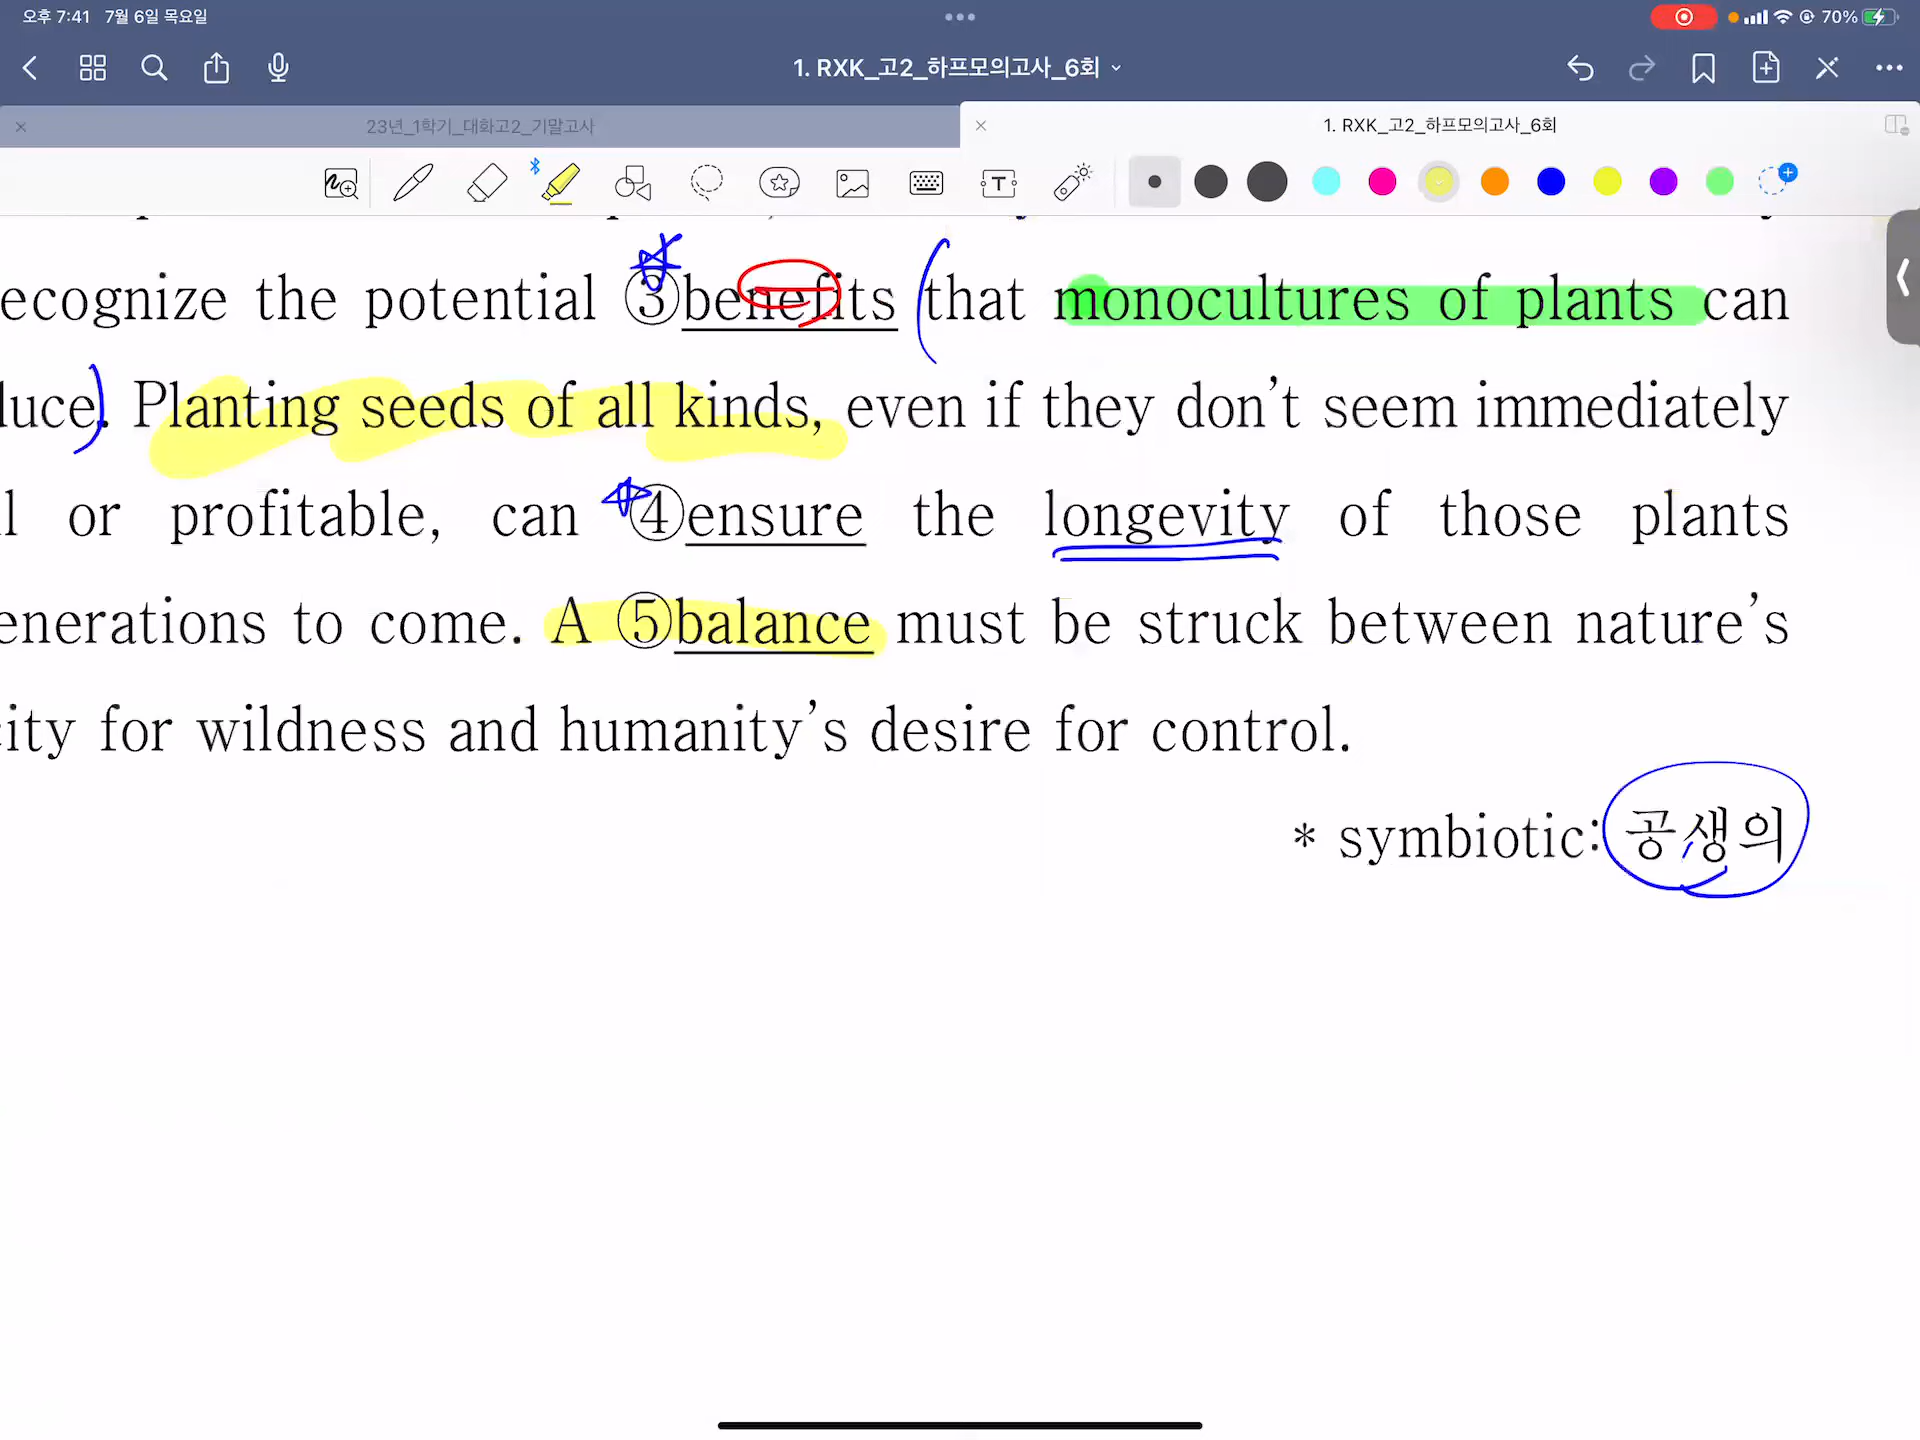 오후 7:41 7월 6일 목요일
70%
1. RXK_고2_하프모의고사_6회
23년_1학기_대화고2_기말고사
1. RXK_고2_하프모의고사_6회
ecognize the potential ③benefits that monocultures of plants can
duce. Planting seeds of all kinds, even if they don't seem immediately
l or profitable, can ④ensure the longevity of those plants
enerations to come. A ⑤balance must be struck between nature's
city for wildness and humanity's desire for control.
* symbiotic: 공생의